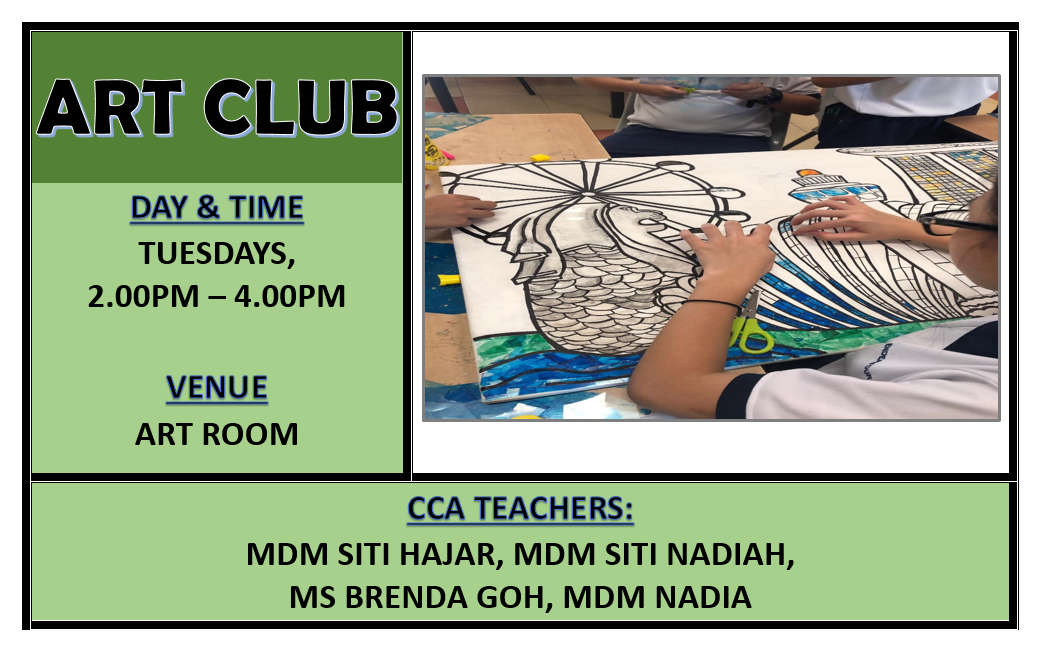 ART CLUB
DAY & TIME
TUESDAYS,
2.00PM – 4.00PM
VENUE
ART ROOM
CCA TEACHERS:
MDM SITI HAJAR, MDM SITI NADIAH,
MS BRENDA GOH, MDM NADIA